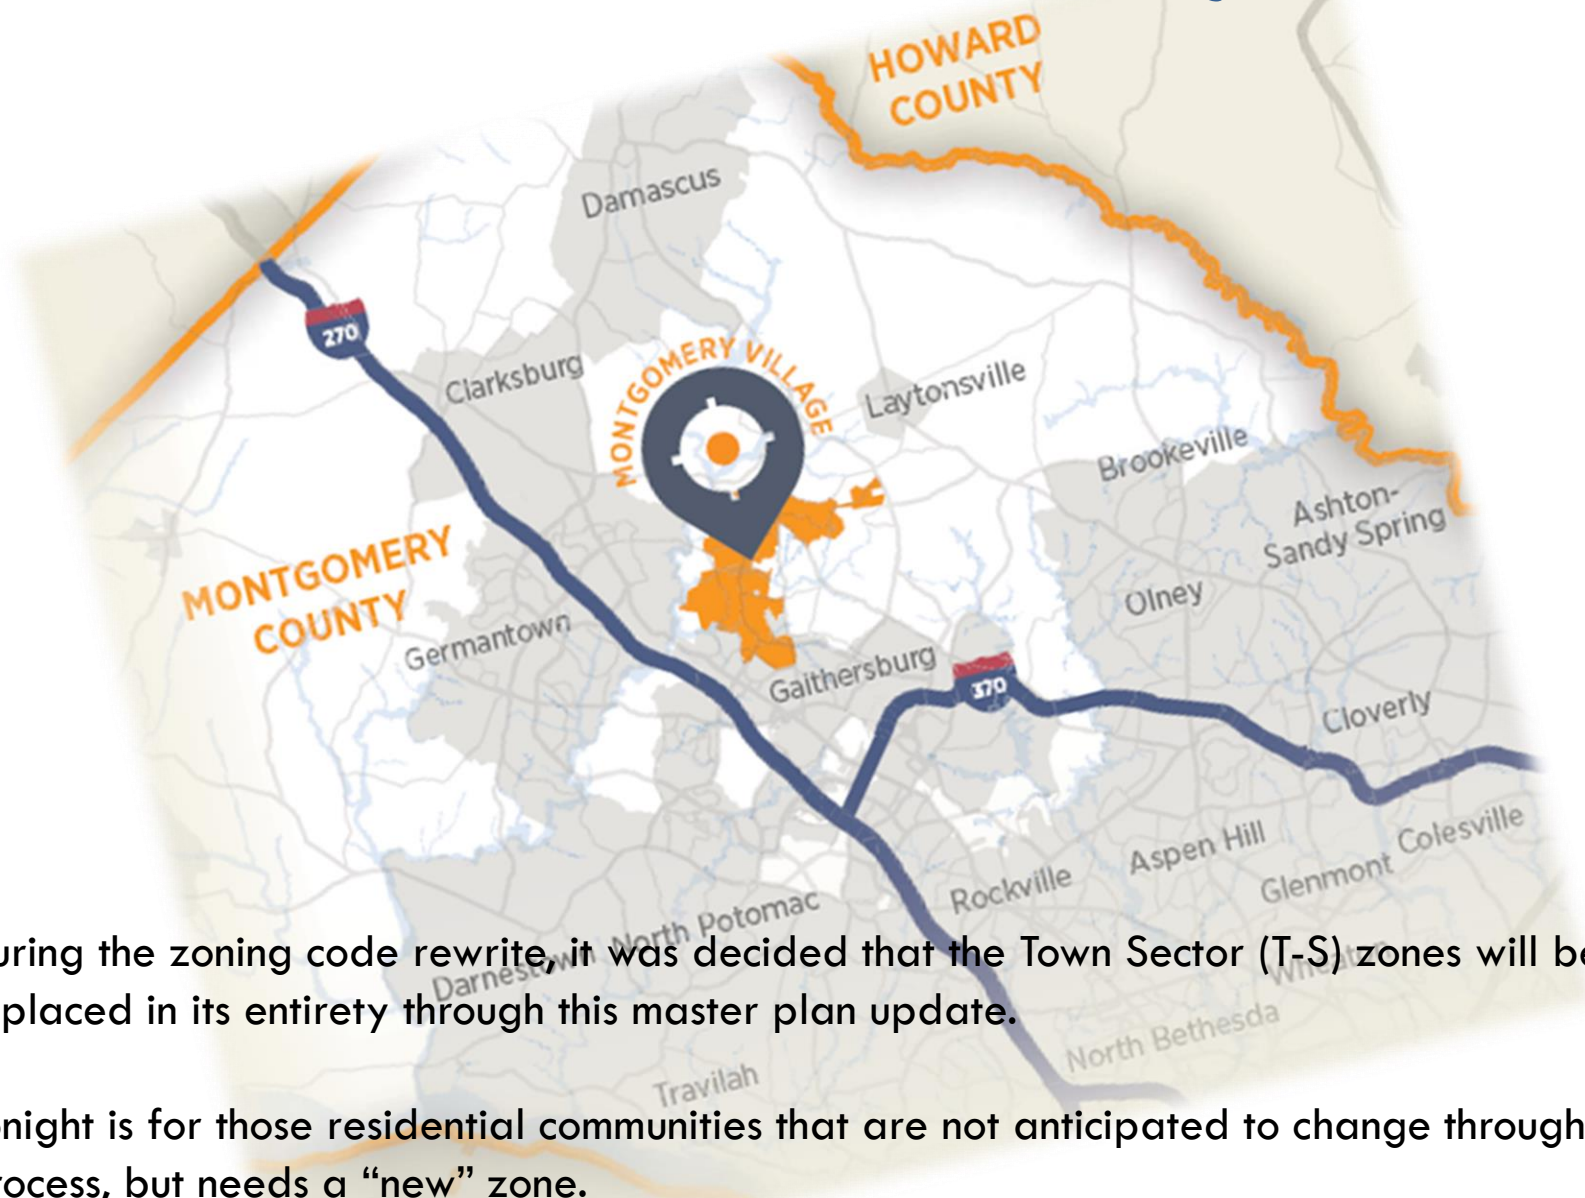 HOWARD
COUNTY
Damascus
270
Clarksburg
MONTGOMERY VILLAGE
Laytonsville
Brookeville
Ashton-
Sandy Spring
MONTGOMERY
COUNTY
Olney
Germantown
Gaithersburg
370
Cloverly
Aspen Hill
Colesville
Glenmont
Rockville
North Potomac
Darnestown
Wheaton
uring the zoning code rewrite, it was decided that the Town Sector (T-S) zones will be
placed in its entirety through this master plan update.
North Bethesda
Travilah
night is for those residential communities that are not anticipated to change through
rocess, but needs a “new” zone.